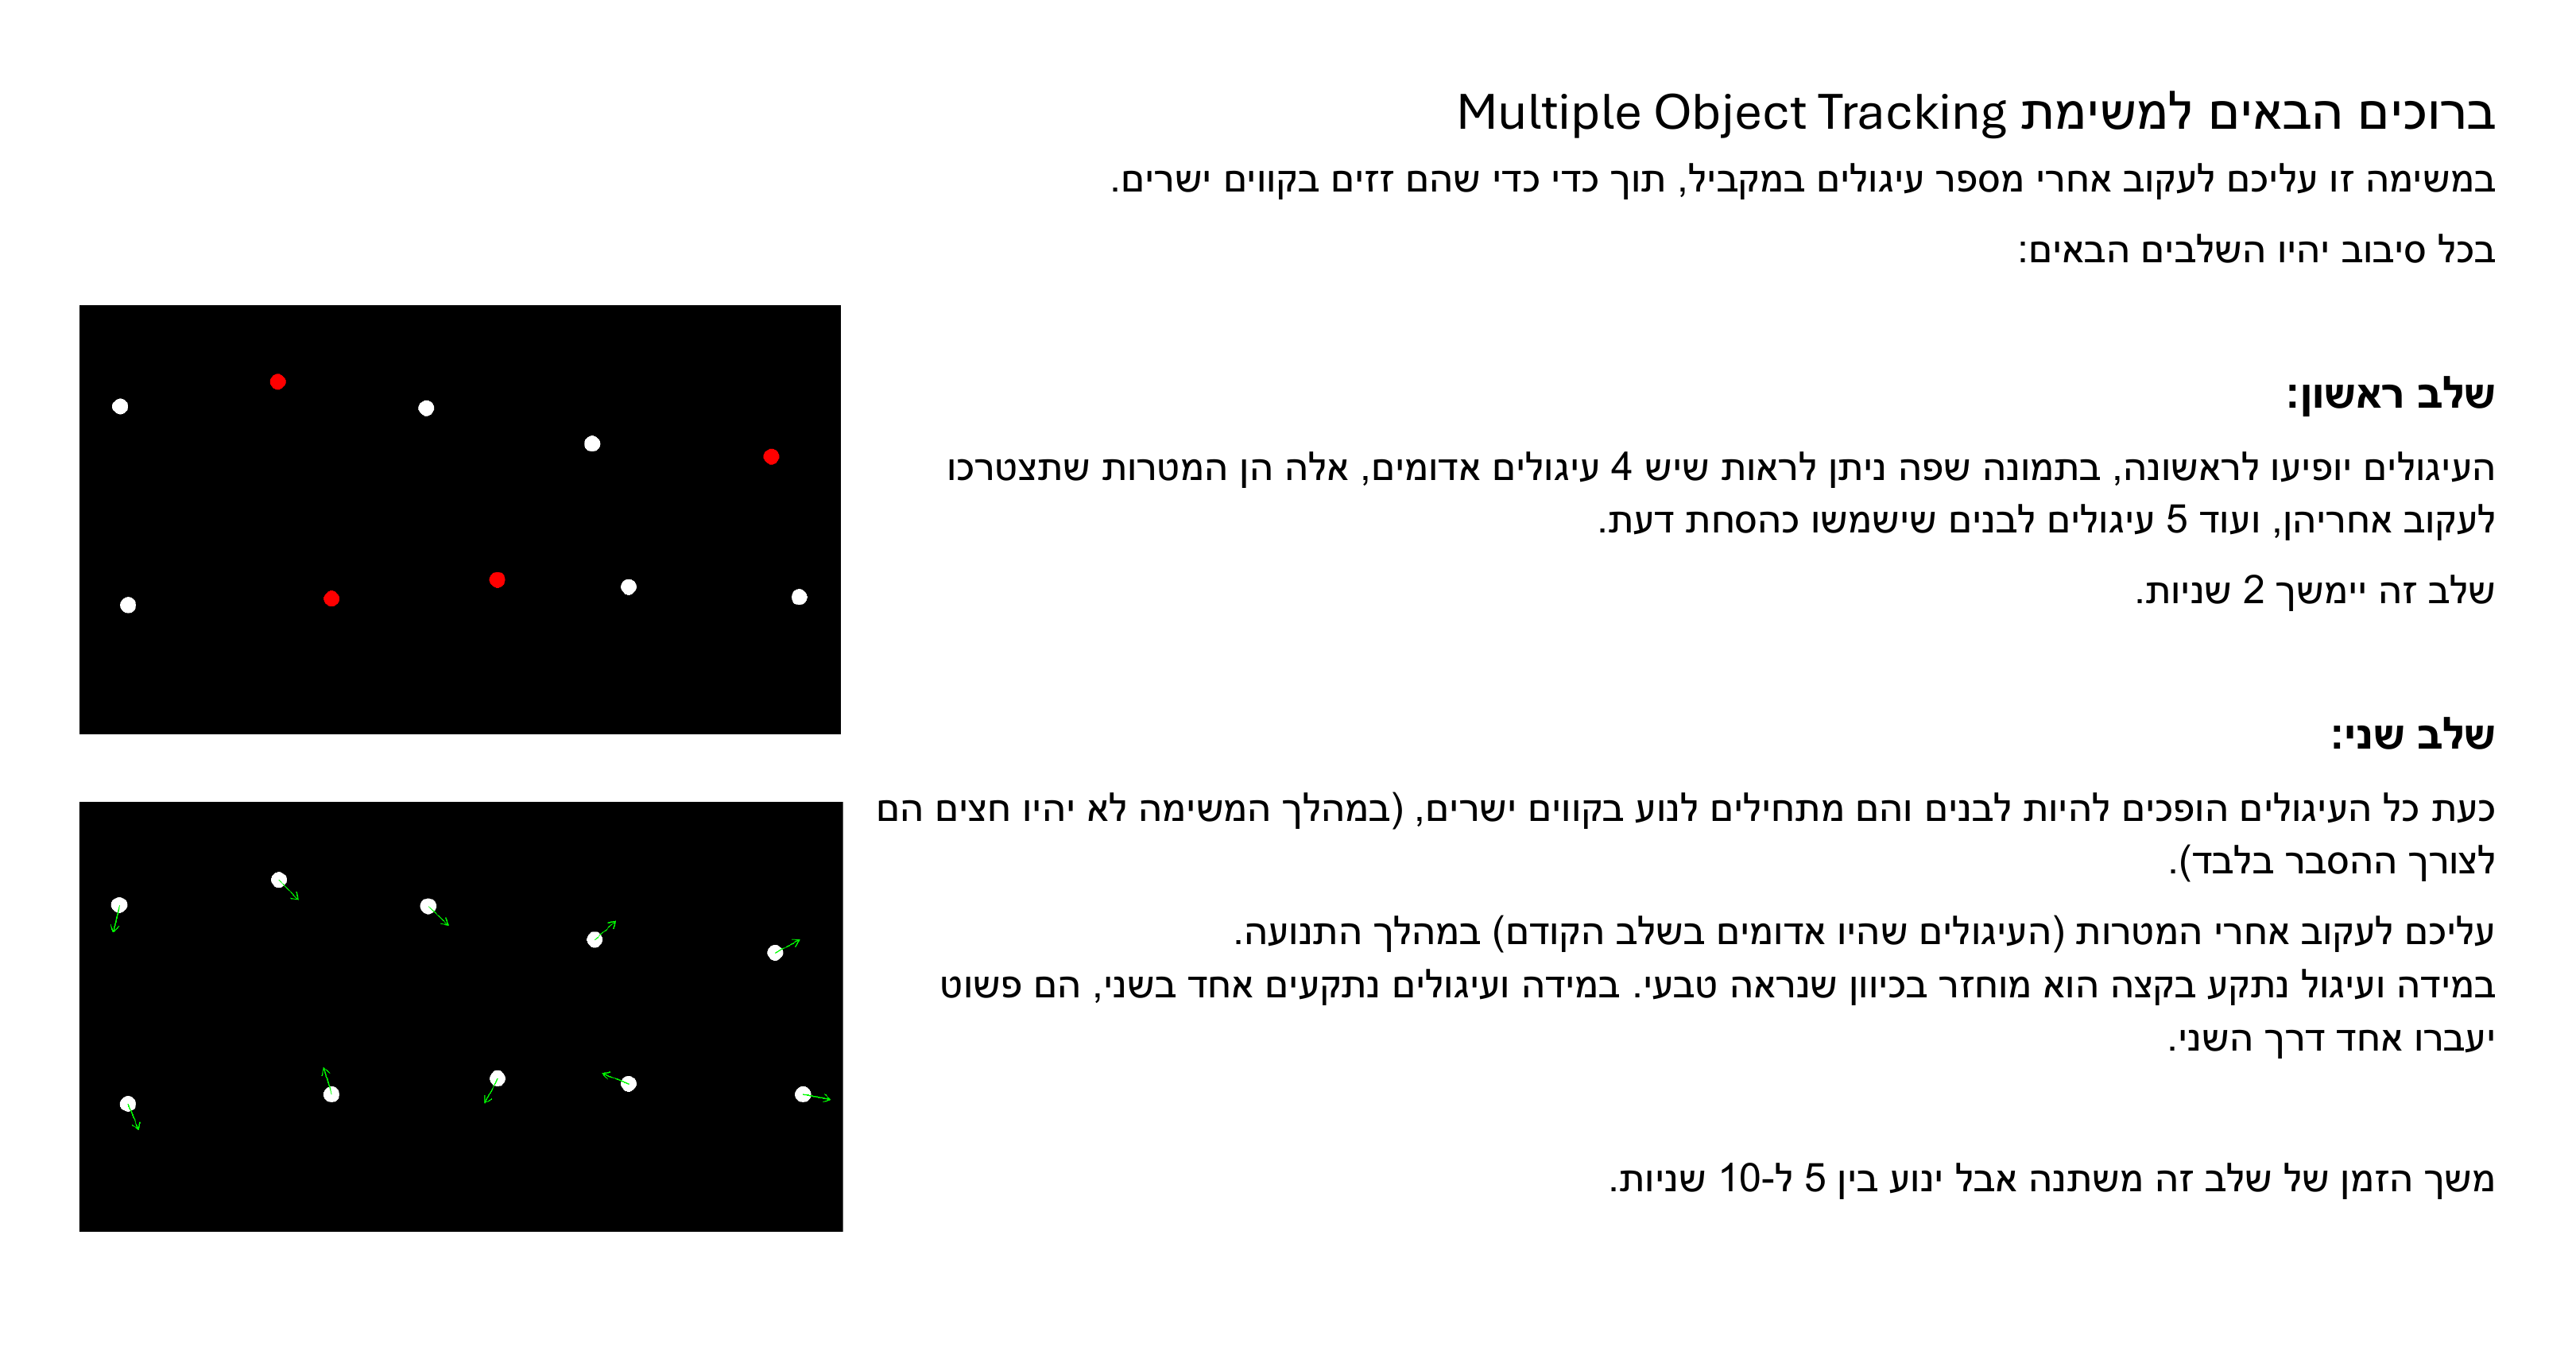 ברוכים הבאים למשימת Multiple Object Tracking
במשימה זו עליכם לעקוב אחרי מספר עיגולים במקביל, תוך כדי כדי שהם זזים בקווים ישרים.
בכל סיבוב יהיו השלבים הבאים:
שלב ראשון:
העיגולים יופיעו לראשונה, בתמונה שפה ניתן לראות שיש 4 עיגולים אדומים, אלה הן המטרות שתצטרכו
לעקוב אחריהן, ועוד 5 עיגולים לבנים שישמשו כהסחת דעת.
שלב זה יימשך 2 שניות.
שלב שני:
כעת כל העיגולים הופכים להיות לבנים והם מתחילים לנוע בקווים ישרים, (במהלך המשימה לא יהיו חצים הם
לצורך ההסבר בלבד).
עליכם לעקוב אחרי המטרות (העיגולים שהיו אדומים בשלב הקודם) במהלך התנועה.
במידה ועיגול נתקע בקצה הוא מוחזר בכיוון שנראה טבעי. במידה ועיגולים נתקעים אחד בשני, הם פשוט
יעברו אחד דרך השני.
משך הזמן של שלב זה משתנה אבל ינוע בין 5 ל-10 שניות.